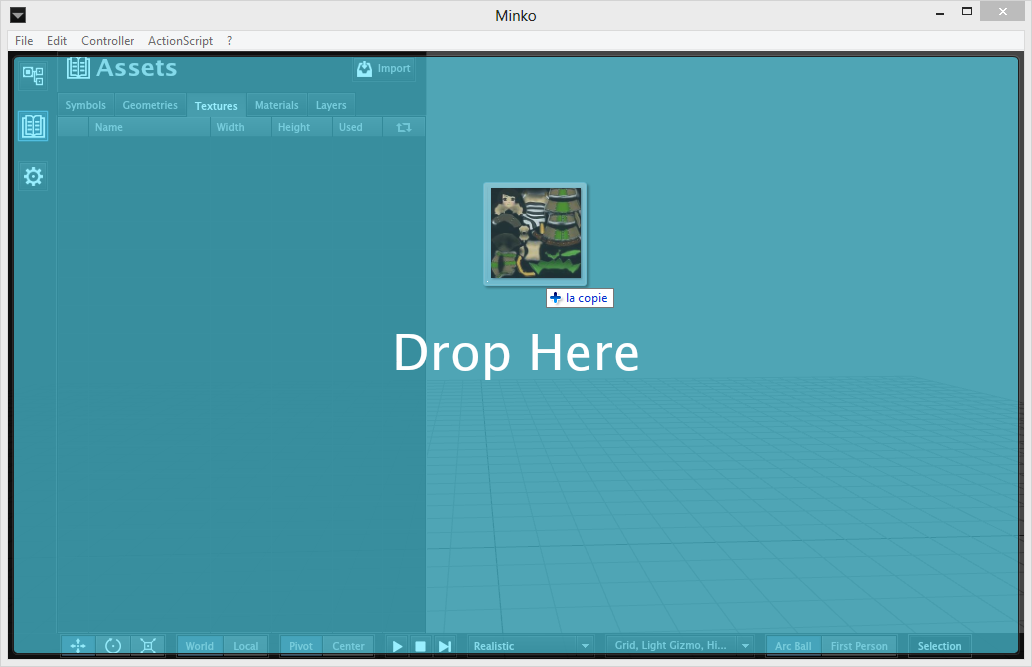 Minko
File Edit Controller ActionScript ?
Assets
Import
Symbols Geometries Textures Materials Layers
Name Width Height Used
la copie
Drop Here
World Local Pivot Center Realistic Grid, Light Gizmo, Hi... Arc Ball First Person Selection